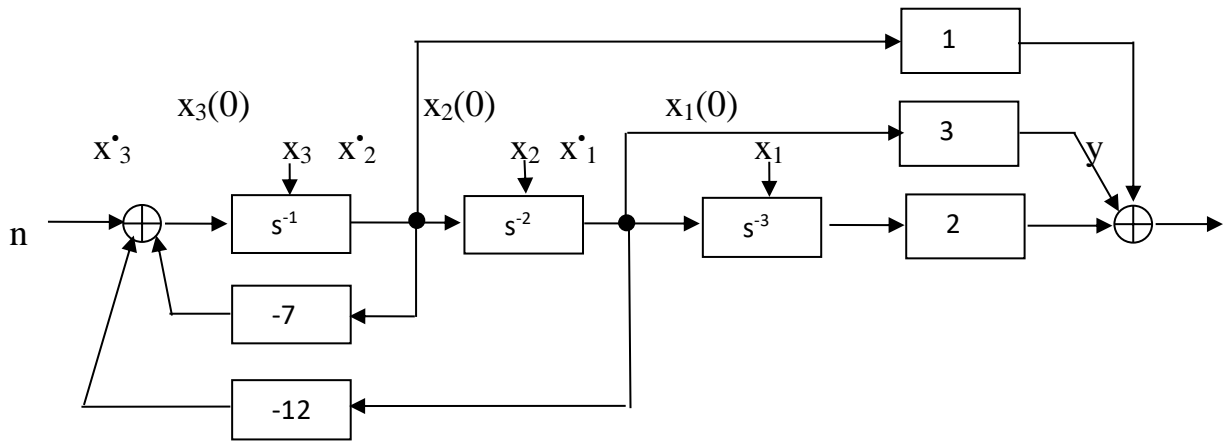 1
x₃(0) x₂(0) x₁(0)
3
x•₃ x₃ x•₂ x₂ x•₁ x₁ y
n s⁻¹ s⁻² s⁻³ 2
-7
-12